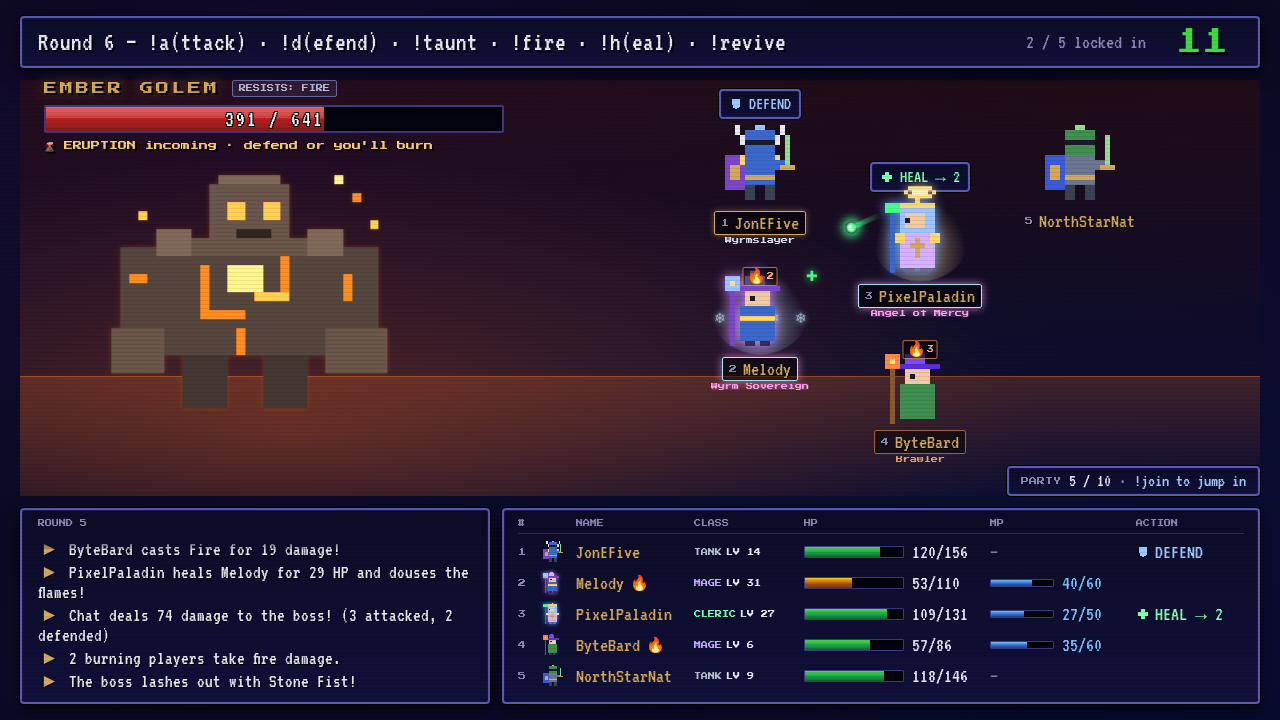 Round 6 — !a(ttack) · !d(efend) · !taunt · !fire · !h(eal) · !revive
2 / 5 locked in
11
EMBER GOLEM
RESISTS: FIRE
391 / 641
ERUPTION incoming · defend or you'll burn
DEFEND
1 JonEFive
Wyrmslayer
HEAL → 2
3 PixelPaladin
Angel of Mercy
5 NorthStarNat
2
2 Melody
Wyrm Sovereign
3
4 ByteBard
Brawler
PARTY 5 / 10 · !join to jump in
ROUND 5
▶ ByteBard casts Fire for 19 damage!
▶ PixelPaladin heals Melody for 29 HP and douses the
flames!
▶ Chat deals 74 damage to the boss! (3 attacked, 2
defended)
▶ 2 burning players take fire damage.
▶ The boss lashes out with Stone Fist!
# NAME CLASS HP MP ACTION
1 JonEFive TANK LV 14 120/156 – DEFEND
2 Melody 🔥 MAGE LV 31 53/110 40/60
3 PixelPaladin CLERIC LV 27 109/131 27/50 HEAL → 2
4 ByteBard 🔥 MAGE LV 6 57/86 35/60
5 NorthStarNat TANK LV 9 118/146 –